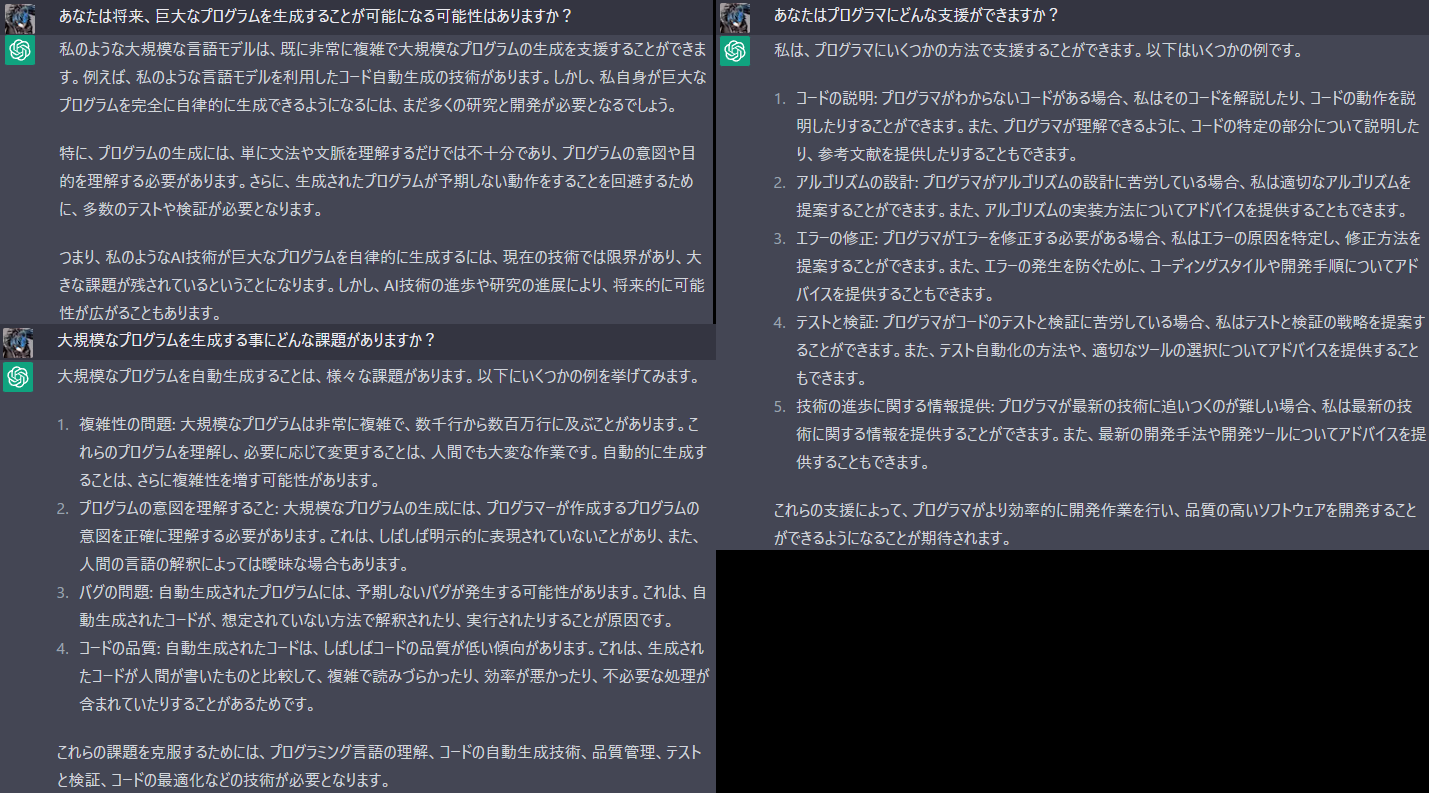 あなたは将来、巨大なプログラムを生成することが可能になる可能性はありますか？
私のような大規模な言語モデルは、既に非常に複雑で大規模なプログラムの生成を支援することができま
す。例えば、私のような言語モデルを利用したコード自動生成の技術があります。しかし、私自身が巨大な
プログラムを完全に自律的に生成できるようになるには、まだ多くの研究と開発が必要となるでしょう。
特に、プログラムの生成には、単に文法や文脈を理解するだけでは不十分であり、プログラムの意図や目
的を理解する必要があります。さらに、生成されたプログラムが予期しない動作をすることを回避するため
に、多数のテストや検証が必要となります。
つまり、私のようなAI技術が巨大なプログラムを自律的に生成するには、現在の技術では限界があり、大
きな課題が残されているということになります。しかし、AI技術の進歩や研究の進展により、将来的に可能
性が広がることもあります。
大規模なプログラムを生成する事にどんな課題がありますか？
大規模なプログラムを自動生成することは、様々な課題があります。以下にいくつかの例を挙げてみます。
1. 複雑性の問題: 大規模なプログラムは非常に複雑で、数千行から数百万行に及ぶことがあります。こ
れらのプログラムを理解し、必要に応じて変更することは、人間でも大変な作業です。自動的に生成す
ることは、さらに複雑性を増す可能性があります。
2. プログラムの意図を理解すること: 大規模なプログラムの生成には、プログラマーが作成するプログラムの
意図を正確に理解する必要があります。これは、しばしば明示的に表現されていないことがあり、また、
人間の言語の解釈によっては曖昧な場合もあります。
3. バグの問題: 自動生成されたプログラムには、予期しないバグが発生する可能性があります。これは、自
動生成されたコードが、想定されていない方法で解釈されたり、実行されたりすることが原因です。
4. コードの品質: 自動生成されたコードは、しばしばコードの品質が低い傾向があります。これは、生成され
たコードが人間が書いたものと比較して、複雑で読みづらかったり、効率が悪かったり、不必要な処理が
含まれていたりすることがあるためです。
これらの課題を克服するためには、プログラミング言語の理解、コードの自動生成技術、品質管理、テスト
と検証、コードの最適化などの技術が必要となります。
あなたはプログラマにどんな支援ができますか？
私は、プログラマにいくつかの方法で支援することができます。以下はいくつかの例です。
1. コードの説明: プログラマがわからないコードがある場合、私はそのコードを解説したり、コードの動作を説
明したりすることができます。また、プログラマが理解できるように、コードの特定の部分について説明した
り、参考文献を提供したりすることもできます。
2. アルゴリズムの設計: プログラマがアルゴリズムの設計に苦労している場合、私は適切なアルゴリズムを
提案することができます。また、アルゴリズムの実装方法についてアドバイスを提供することもできます。
3. エラーの修正: プログラマがエラーを修正する必要がある場合、私はエラーの原因を特定し、修正方法を
提案することができます。また、エラーの発生を防ぐために、コーディングスタイルや開発手順についてアド
バイスを提供することもできます。
4. テストと検証: プログラマがコードのテストと検証に苦労している場合、私はテストと検証の戦略を提案す
ることができます。また、テスト自動化の方法や、適切なツールの選択についてアドバイスを提供すること
もできます。
5. 技術の進歩に関する情報提供: プログラマが最新の技術に追いつくのが難しい場合、私は最新の技
術に関する情報を提供することができます。また、最新の開発手法や開発ツールについてアドバイスを提
供することもできます。
これらの支援によって、プログラマがより効率的に開発作業を行い、品質の高いソフトウェアを開発すること
ができるようになることが期待されます。